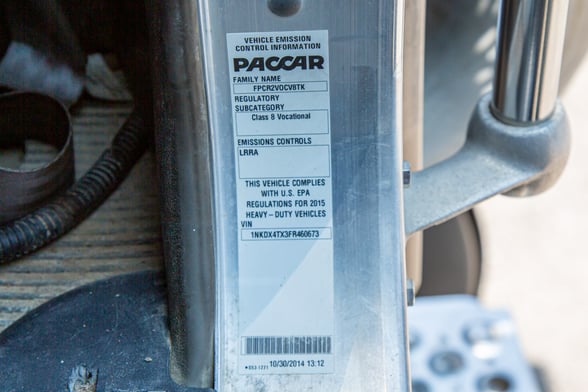 VEHICLE EMISSION
CONTROL INFORMATION
PACCAR
FAMILY NAME
FPCR2VOCV8TK
REGULATORY
SUBCATEGORY
Class 8 Vocational
EMISSIONS CONTROLS
LRRA
THIS VEHICLE COMPLIES
WITH U.S. EPA
REGULATIONS FOR 2015
HEAVY-DUTY VEHICLES
VIN
1NKDX4TX3FR460673
10/30/2014 13:12